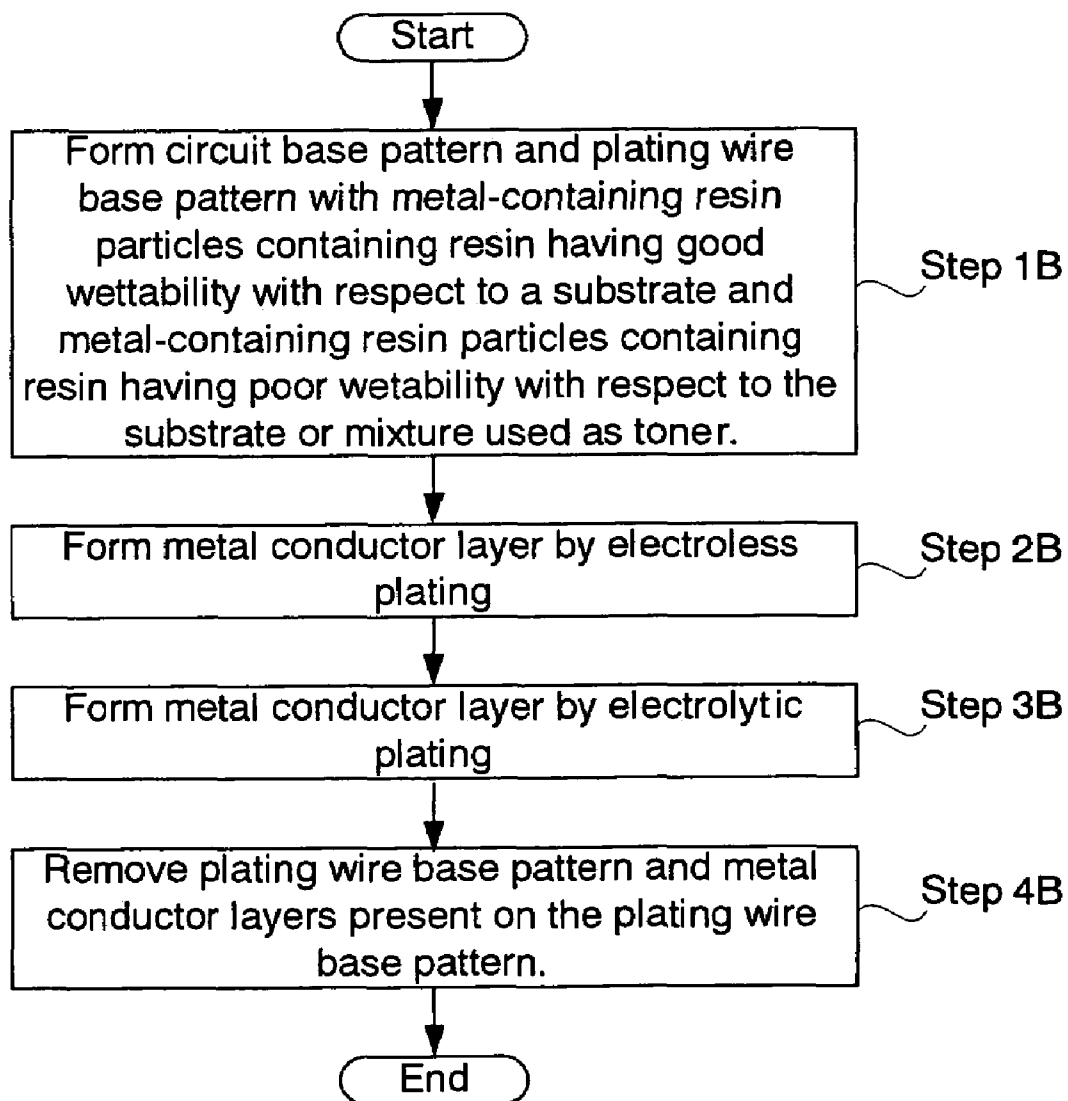 Start
Form circuit base pattern and plating wire
base pattern with metal-containing resin
particles containing resin having good
wettability with respect to a substrate and
metal-containing resin particles containing
resin having poor wetability with respect to the
substrate or mixture used as toner.
Step 1B
Form metal conductor layer by electroless
plating
Step 2B
Form metal conductor layer by electrolytic
plating
Step 3B
Remove plating wire base pattern and metal
conductor layers present on the plating wire
base pattern.
Step 4B
End